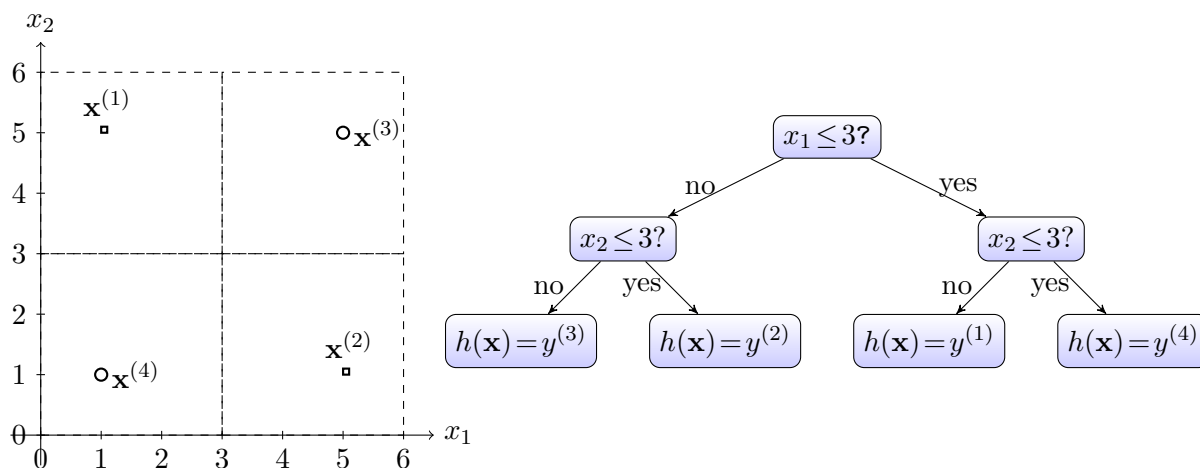 x₂
6
x⁽¹⁾
5
x⁽³⁾
4
3
2
x⁽²⁾
1
x⁽⁴⁾
0
x₁
0 1 2 3 4 5 6
x₁ ≤ 3?
no yes
x₂ ≤ 3? x₂ ≤ 3?
no yes no yes
h(x) = y⁽³⁾ h(x) = y⁽²⁾ h(x) = y⁽¹⁾ h(x) = y⁽⁴⁾